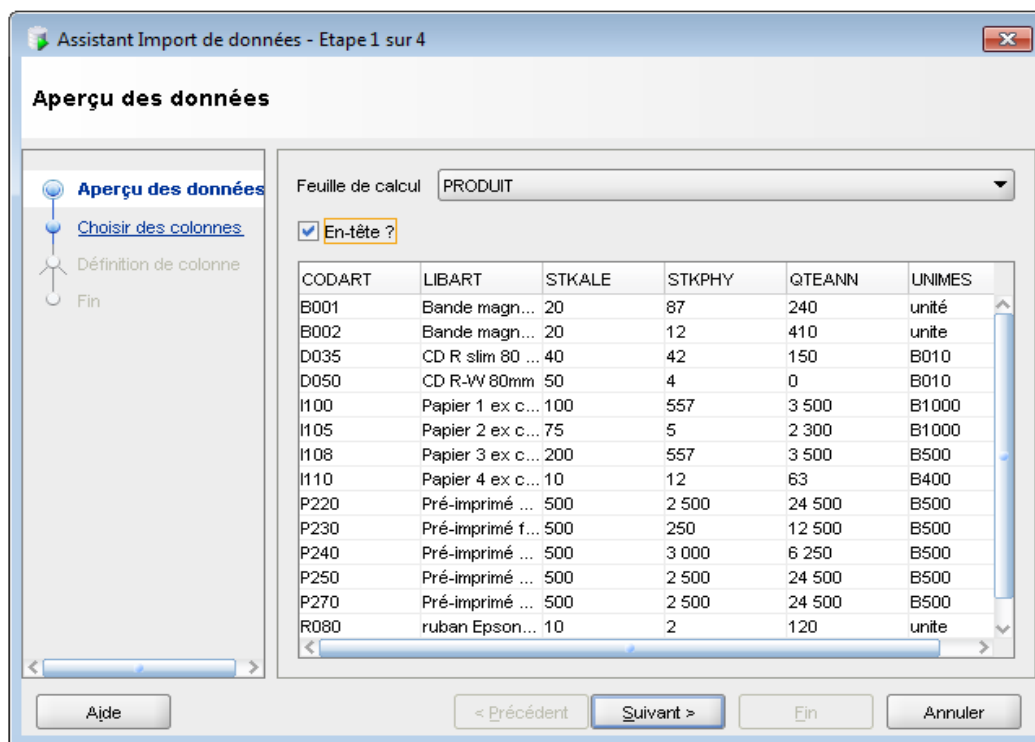 Assistant Import de données - Etape 1 sur 4
Aperçu des données
Aperçu des données
Choisir des colonnes
Définition de colonne
Fin
Feuille de calcul PRODUIT
En-tête ?
CODART LIBART STKALE STKPHY QTEANN UNIMES
B001 Bande magn... 20 87 240 unité
B002 Bande magn... 20 12 410 unite
D035 CD R slim 80 ... 40 42 150 B010
D050 CD R-W 80mm 50 4 0 B010
I100 Papier 1 ex c... 100 557 3 500 B1000
I105 Papier 2 ex c... 75 5 2 300 B1000
I108 Papier 3 ex c... 200 557 3 500 B500
I110 Papier 4 ex c... 10 12 63 B400
P220 Pré-imprimé ... 500 2 500 24 500 B500
P230 Pré-imprimé f... 500 250 12 500 B500
P240 Pré-imprimé ... 500 3 000 6 250 B500
P250 Pré-imprimé ... 500 2 500 24 500 B500
P270 Pré-imprimé ... 500 2 500 24 500 B500
R080 ruban Epson... 10 2 120 unite
Aide < Précédent Suivant > Fin Annuler